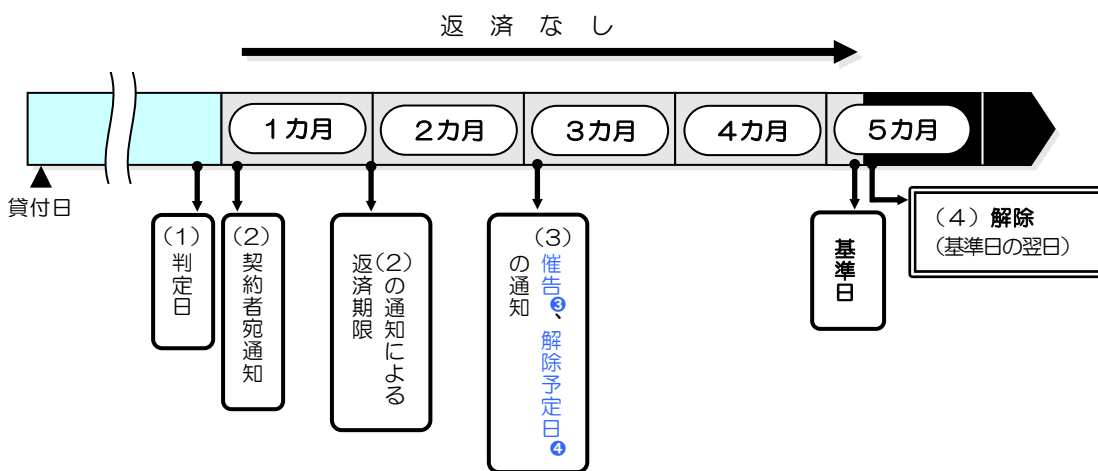 返済なし
1カ月
2カ月
3カ月
4カ月
5カ月
貸付日
(1)
判定日
(2)
契約者宛通知
(2)の通知による
返済期限
(3)
催告❸、解除予定日❹
の通知
基準日
(4)解除
(基準日の翌日)